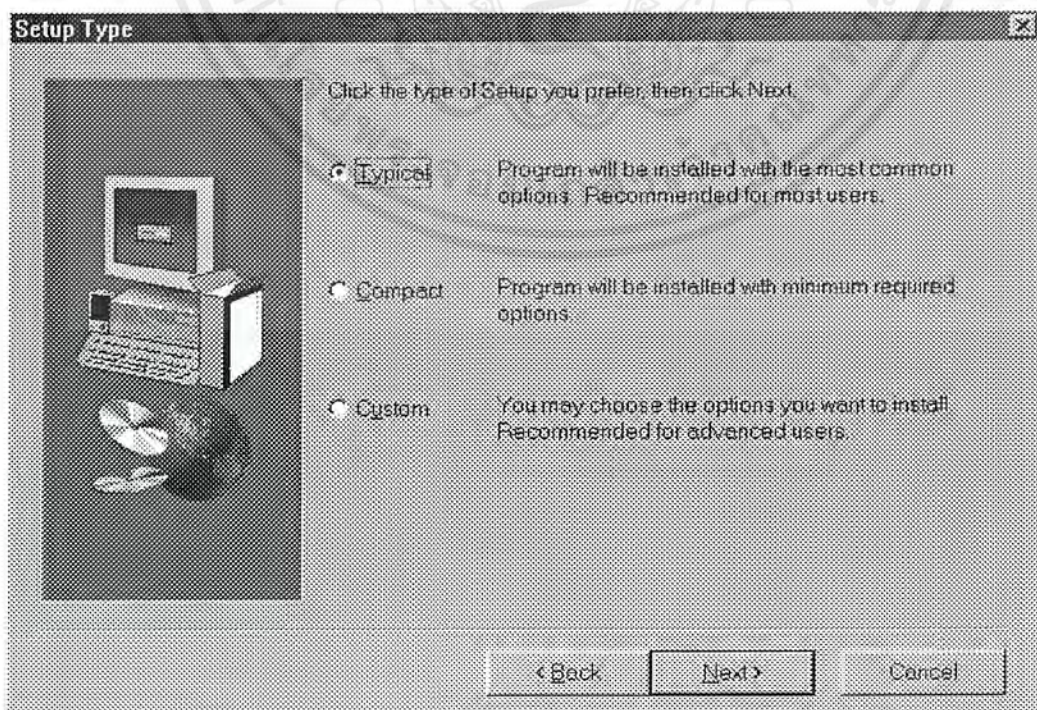 Setup Type
Click the type of Setup you prefer, then click Next.
Typical
Program will be installed with the most common
options. Recommended for most users.
Compact
Program will be installed with minimum required
options
Custom
You may choose the options you want to install
Recommended for advanced users.
< Back
Next >
Cancel